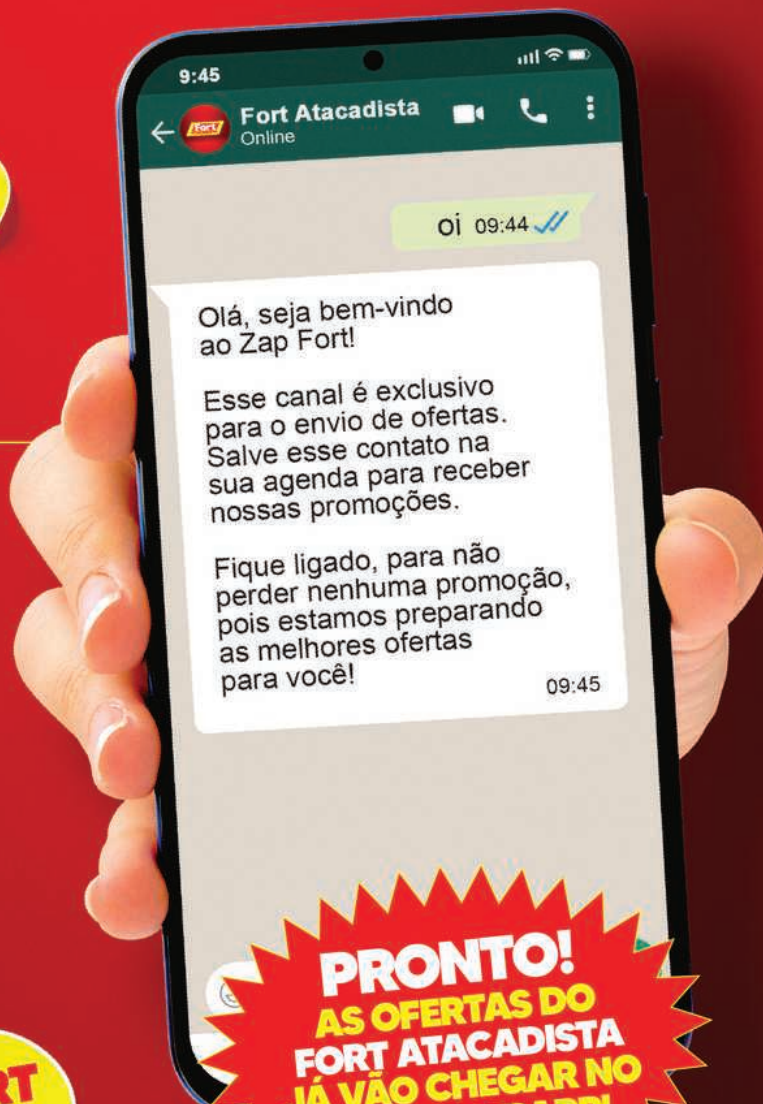 9:45
Fort
Fort Atacadista
Online
oi 09:44
Olá, seja bem-vindo
ao Zap Fort!
Esse canal é exclusivo
para o envio de ofertas.
Salve esse contato na
sua agenda para receber
nossas promoções.
Fique ligado, para não
perder nenhuma promoção,
pois estamos preparando
as melhores ofertas
para você!
09:45
PRONTO!
AS OFERTAS DO
FORT ATACADISTA
JÁ VÃO CHEGAR NO